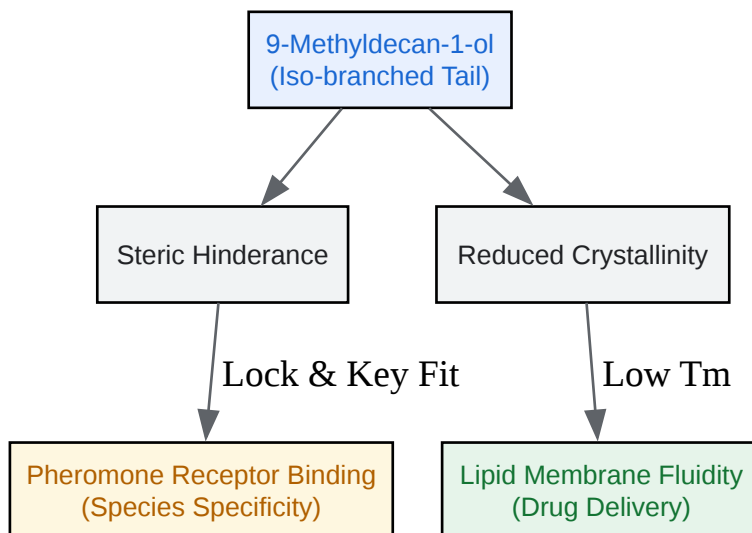 9-Methyldecan-1-ol
(Iso-branched Tail)
Steric Hinderance
Reduced Crystallinity
Lock & Key Fit
Low Tm
Pheromone Receptor Binding
(Species Specificity)
Lipid Membrane Fluidity
(Drug Delivery)